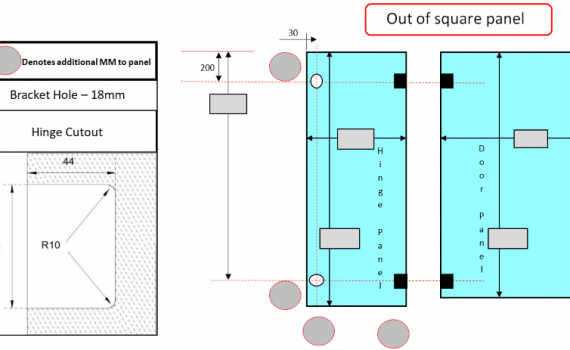 Out of square panel
Denotes additional MM to panel
Bracket Hole – 18mm
Hinge Cutout
44
R10
30
200
Hinge Panel
Door Panel